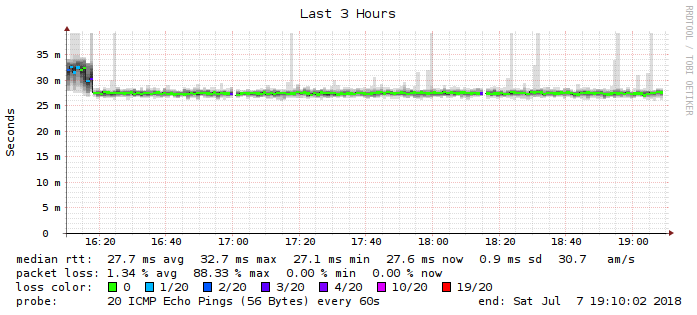 Last 3 Hours
RRDTOOL / TOBI OETIKER
Seconds
35 m
30 m
25 m
20 m
15 m
10 m
5 m
0
16:20 16:40 17:00 17:20 17:40 18:00 18:20 18:40 19:00
median rtt: 27.7 ms avg 32.7 ms max 27.1 ms min 27.6 ms now 0.9 ms sd 30.7 am/s
packet loss: 1.34 % avg 88.33 % max 0.00 % min 0.00 % now
loss color: 0 1/20 2/20 3/20 4/20 10/20 19/20
probe: 20 ICMP Echo Pings (56 Bytes) every 60s end: Sat Jul 7 19:10:02 2018